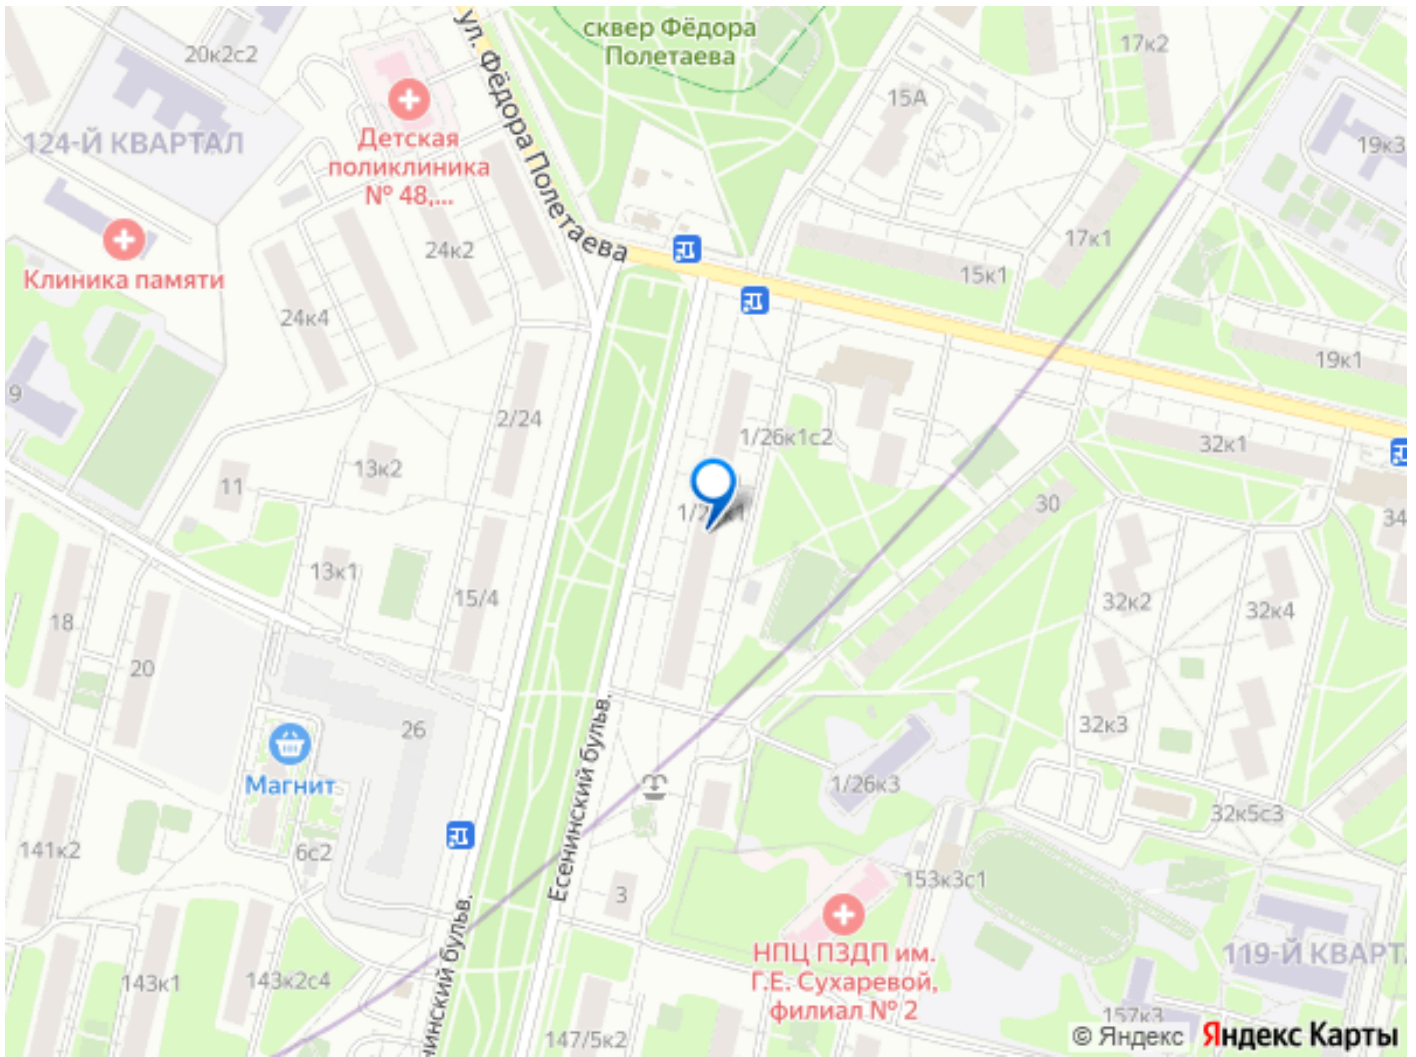 сквер Фёдора
Полетаева
20к2с2
17к2
15А
ул. Фёдора Полетаева
124-Й КВАРТАЛ
Детская
поликлиника
№ 48,...
19к3
Клиника памяти
24к2
17к1
15к1
24к4
19к1
9
2/24
1/26к1с2
32к1
13к2
11
30
34
13к1
15/4
32к2
32к4
18
20
26
32к3
Магнит
Есенинский бульв.
1/26к3
32к5с3
141к2
6с2
153к3с1
3
НПЦ ПЗДП им.
Г.Е. Сухаревой,
филиал № 2
119-Й КВАРТА
143к1
143к2с4
нинский бульв.
147/5к2
157к3
© Яндекс Яндекс Карты